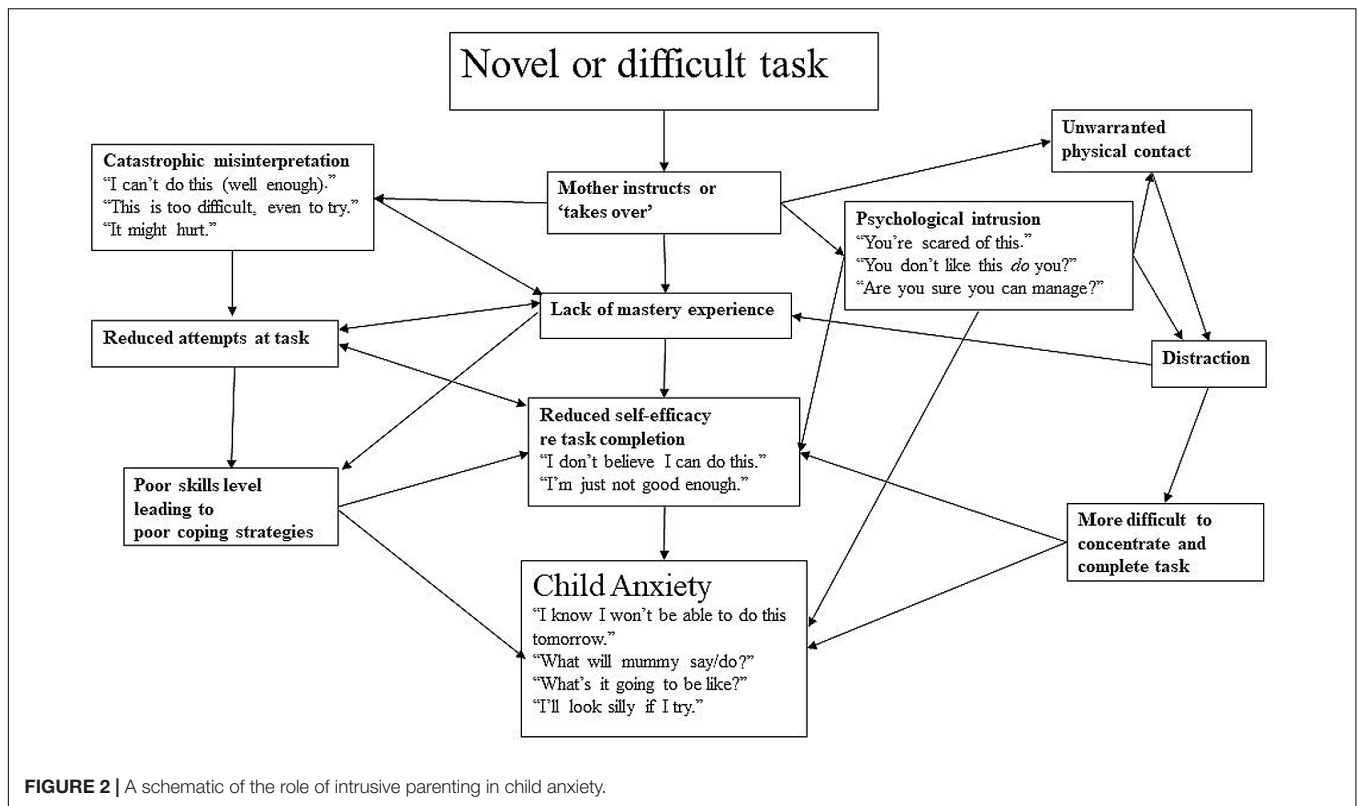 Novel or difficult task
Unwarranted
physical contact
Catastrophic misinterpretation
“I can’t do this (well enough).”
“This is too difficult, even to try.”
“It might hurt.”
Mother instructs or
‘takes over’
Psychological intrusion
“You’re scared of this.”
“You don’t like this do you?”
“Are you sure you can manage?”
Lack of mastery experience
Reduced attempts at task
Distraction
Reduced self-efficacy
re task completion
“I don’t believe I can do this.”
“I’m just not good enough.”
Poor skills level
leading to
poor coping strategies
More difficult to
concentrate and
complete task
Child Anxiety
“I know I won’t be able to do this
tomorrow.”
“What will mummy say/do?”
“What’s it going to be like?”
“I’ll look silly if I try.”
FIGURE 2 | A schematic of the role of intrusive parenting in child anxiety.